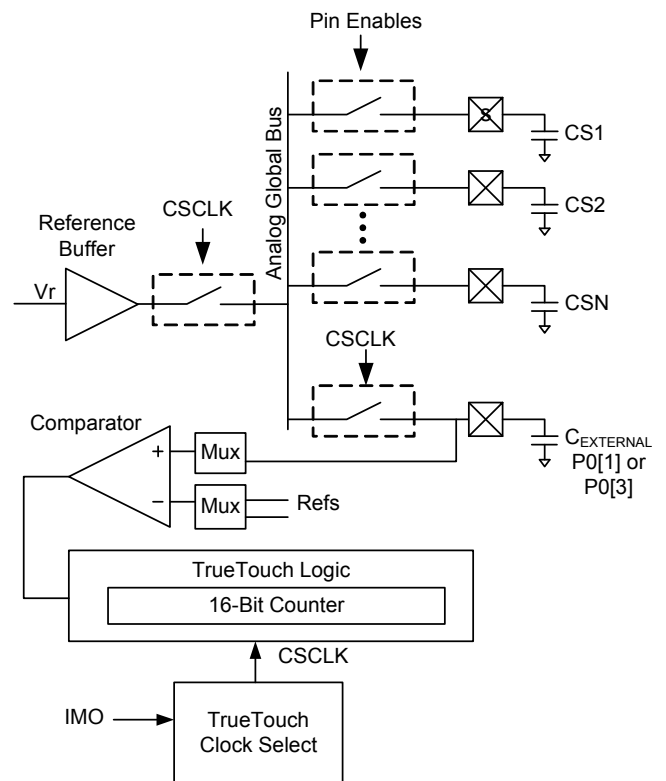 Pin Enables
Analog Global Bus
S
CS1
CS2
CSN
Reference
Buffer
CSCLK
Vr
CSCLK
Comparator
+
Mux
−
Mux
Refs
CEXTERNAL
P0[1] or
P0[3]
TrueTouch Logic
16-Bit Counter
CSCLK
IMO
TrueTouch
Clock Select